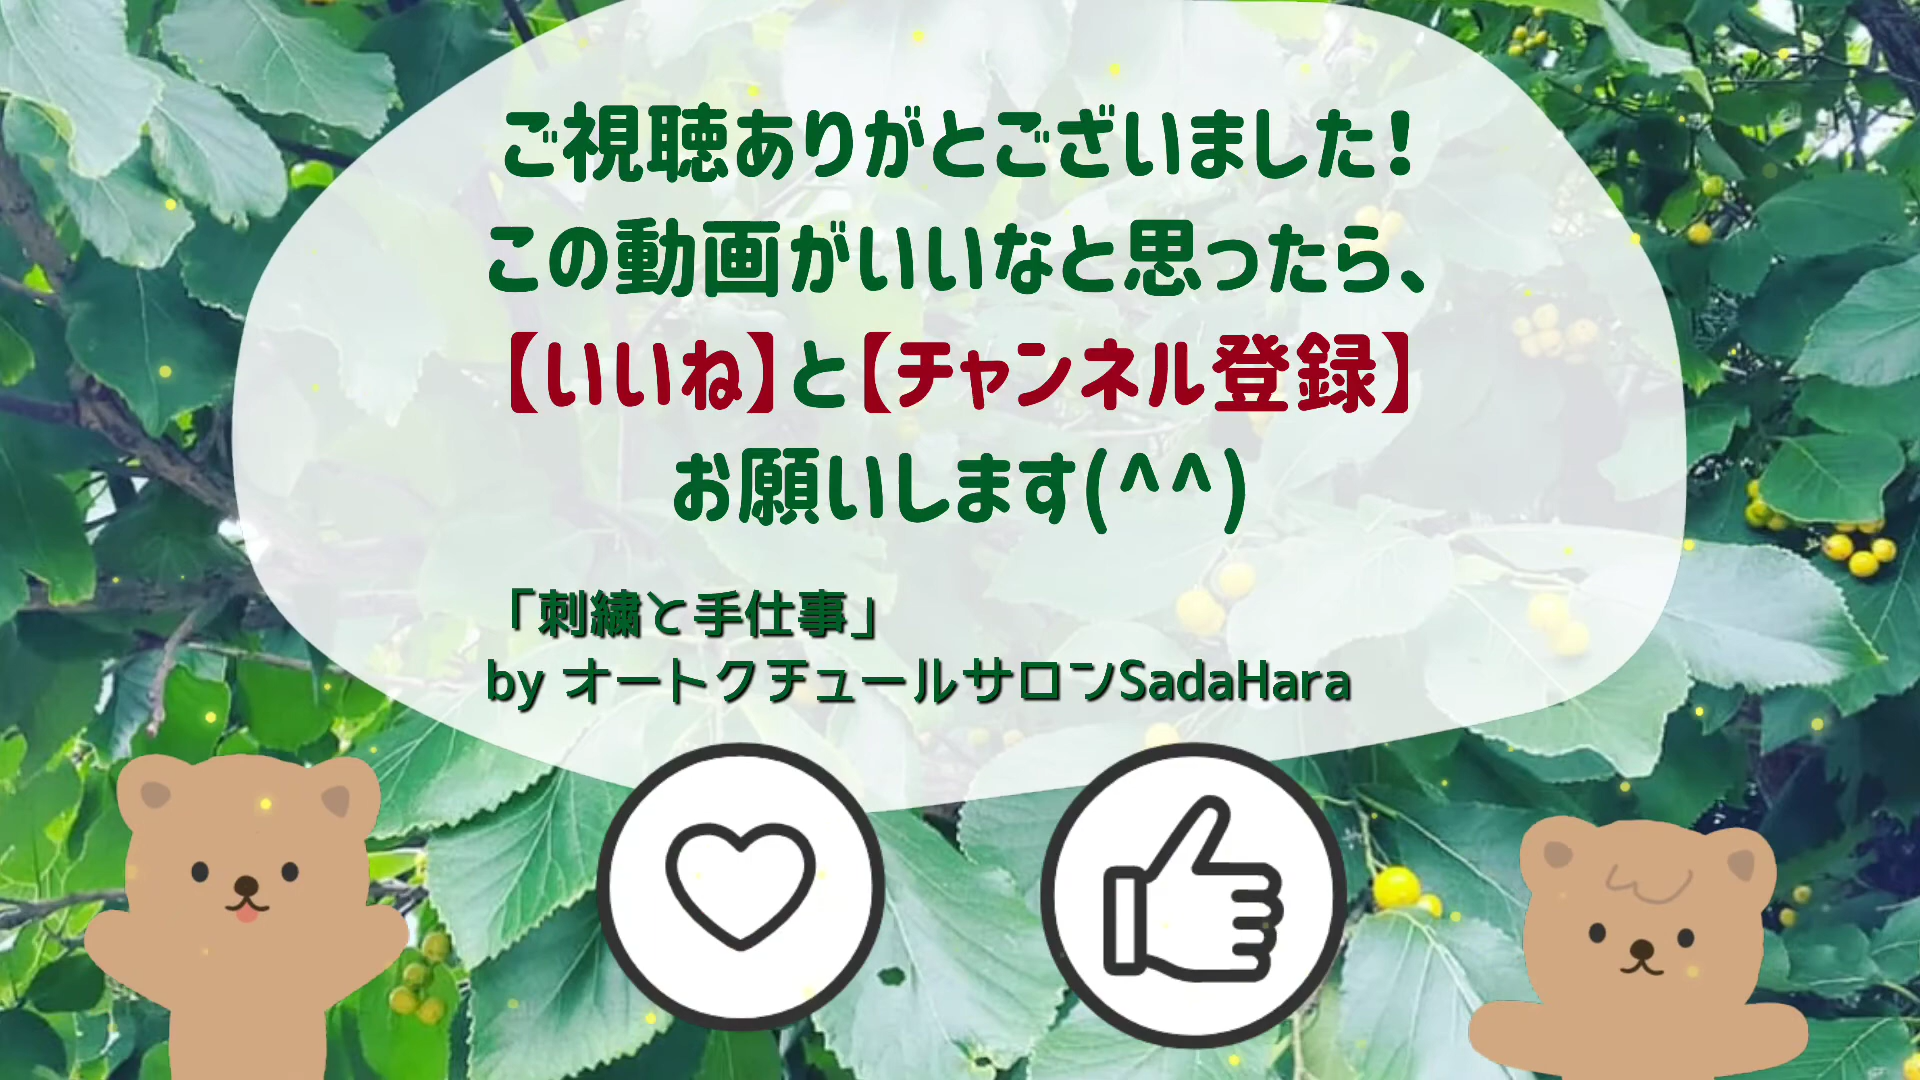 ご視聴ありがとございました!
この動画がいいなと思ったら、
【いいね】と【チャンネル登録】
お願いします(^^)
「刺繍と手仕事」
by オートクチュールサロンSadaHara